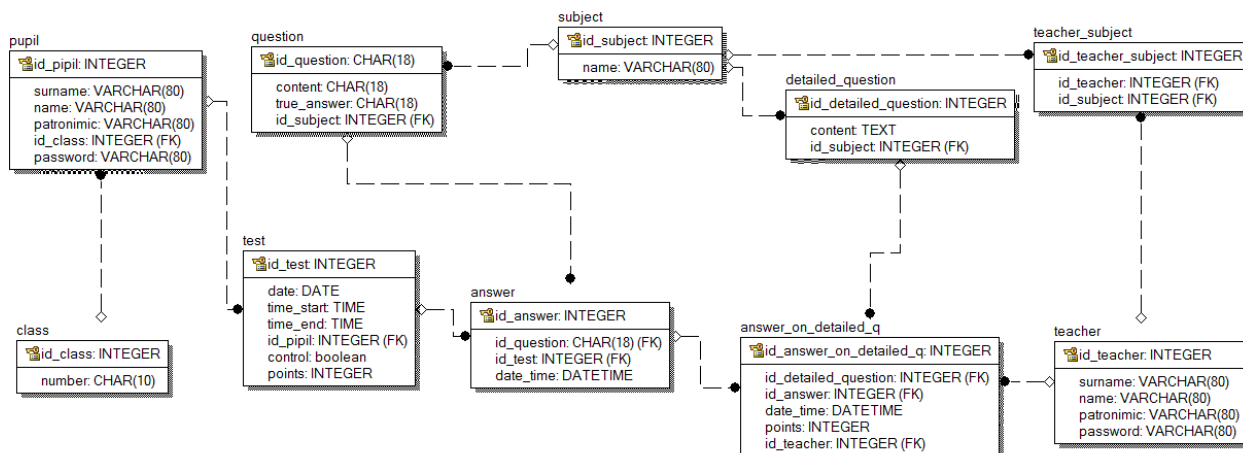 pupil
id_pipil: INTEGER
surname: VARCHAR(80)
name: VARCHAR(80)
patronimic: VARCHAR(80)
id_class: INTEGER (FK)
password: VARCHAR(80)
question
id_question: CHAR(18)
content: CHAR(18)
true_answer: CHAR(18)
id_subject: INTEGER (FK)
subject
id_subject: INTEGER
name: VARCHAR(80)
detailed_question
id_detailed_question: INTEGER
content: TEXT
id_subject: INTEGER (FK)
teacher_subject
id_teacher_subject: INTEGER
id_teacher: INTEGER (FK)
id_subject: INTEGER (FK)
class
id_class: INTEGER
number: CHAR(10)
test
id_test: INTEGER
date: DATE
time_start: TIME
time_end: TIME
id_pipil: INTEGER (FK)
control: boolean
points: INTEGER
answer
id_answer: INTEGER
id_question: CHAR(18) (FK)
id_test: INTEGER (FK)
date_time: DATETIME
answer_on_detailed_q
id_answer_on_detailed_q: INTEGER
id_detailed_question: INTEGER (FK)
id_answer: INTEGER (FK)
date_time: DATETIME
points: INTEGER
id_teacher: INTEGER (FK)
teacher
id_teacher: INTEGER
surname: VARCHAR(80)
name: VARCHAR(80)
patronimic: VARCHAR(80)
password: VARCHAR(80)